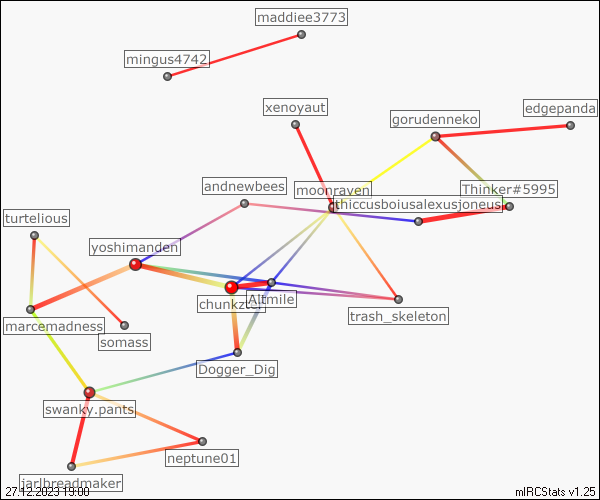 maddiee3773
mingus4742
xenoyaut
edgepanda
gorudenneko
andnewbees
moonraven
Thinker#5995
thiccusboiusalexusjoneus
turtelious
yoshimanden
Altmile
marcemadness
trash_skeleton
somass
Dogger_Dig
swanky.pants
neptune01
jarlbreadmaker
27.12.2023 19:00
mIRCStats v1.25